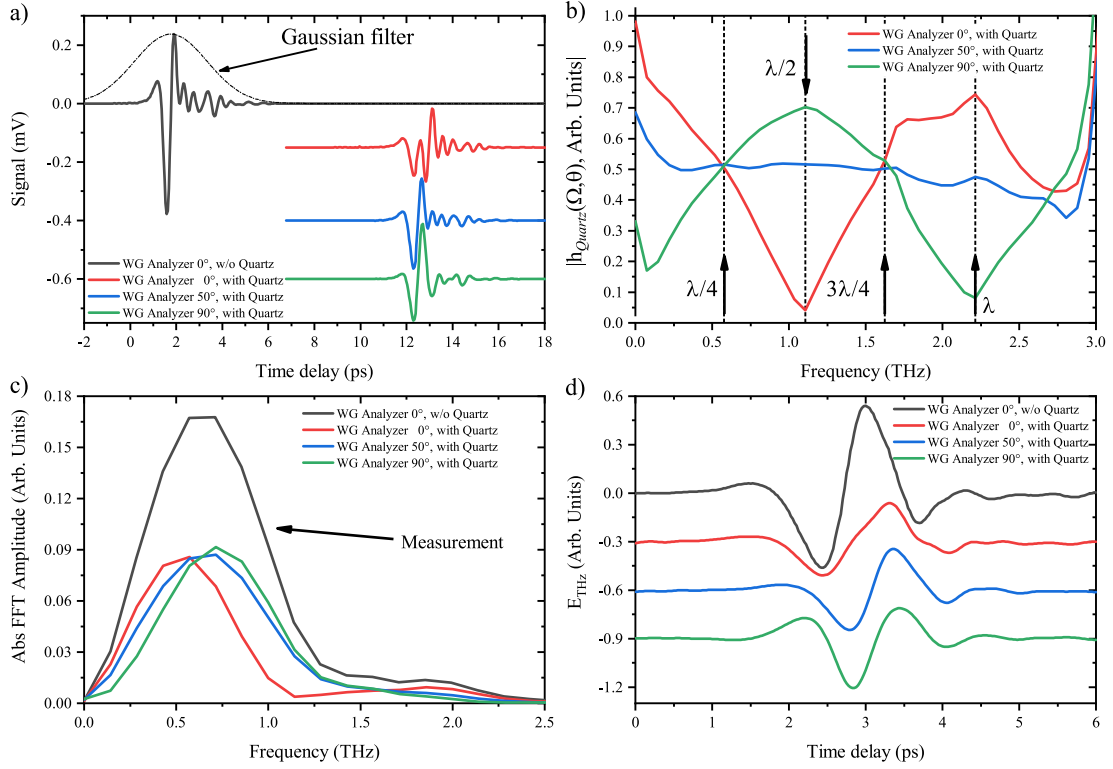 a)
Gaussian filter
Signal (mV)
0.2
0.0
-0.2
-0.4
-0.6
WG Analyzer 0°, w/o Quartz
WG Analyzer 0°, with Quartz
WG Analyzer 50°, with Quartz
WG Analyzer 90°, with Quartz
-2 0 2 4 6 8 10 12 14 16 18
Time delay (ps)
b)
|h_Quartz(Ω,θ), Arb. Units|
1.0
0.9
0.8
0.7
0.6
0.5
0.4
0.3
0.2
0.1
0.0
WG Analyzer 0°, with Quartz
WG Analyzer 50°, with Quartz
WG Analyzer 90°, with Quartz
λ/2
λ/4
3λ/4
λ
0.0 0.5 1.0 1.5 2.0 2.5 3.0
Frequency (THz)
c)
Abs FFT Amplitude (Arb. Units)
0.18
0.15
0.12
0.09
0.06
0.03
0.00
WG Analyzer 0°, w/o Quartz
WG Analyzer 0°, with Quartz
WG Analyzer 50°, with Quartz
WG Analyzer 90°, with Quartz
Measurement
0.0 0.5 1.0 1.5 2.0 2.5
Frequency (THz)
d)
E_THz (Arb. Units)
0.6
0.3
0.0
-0.3
-0.6
-0.9
-1.2
WG Analyzer 0°, w/o Quartz
WG Analyzer 0°, with Quartz
WG Analyzer 50°, with Quartz
WG Analyzer 90°, with Quartz
0 1 2 3 4 5 6
Time delay (ps)